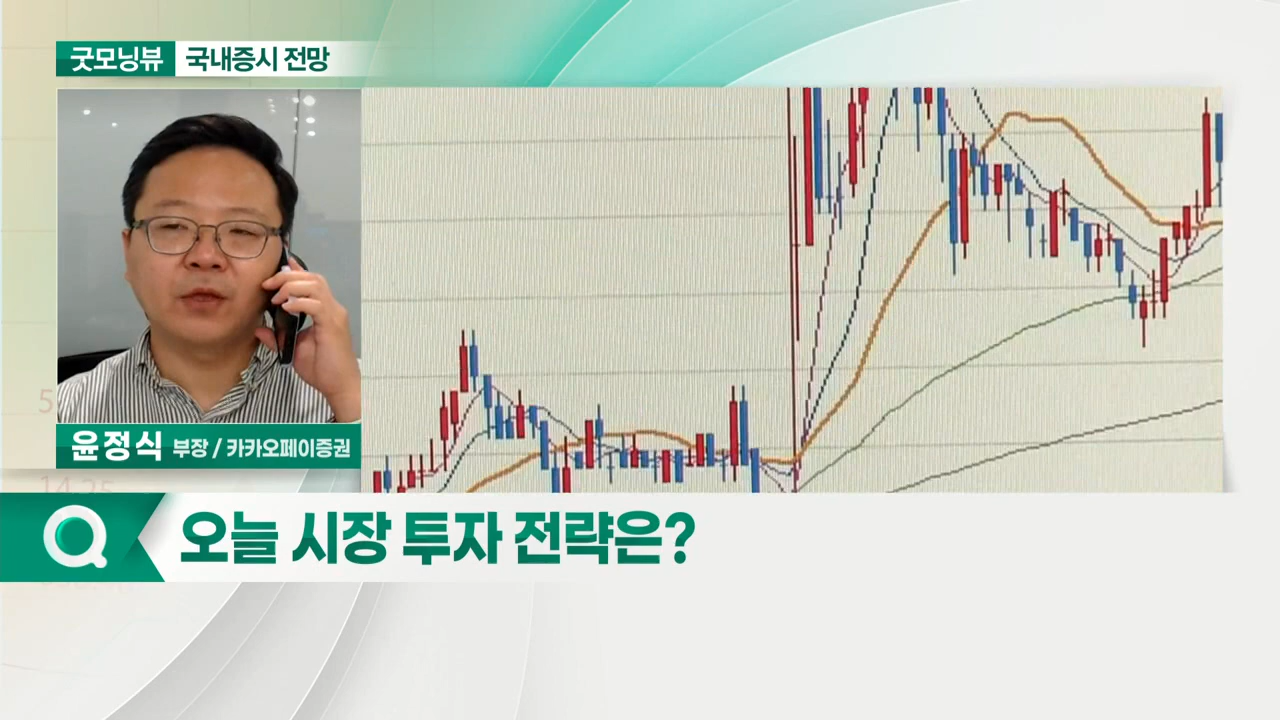 굿모닝뷰 국내증시 전망
윤정식 부장 / 카카오페이증권
Q 오늘 시장 투자 전략은?